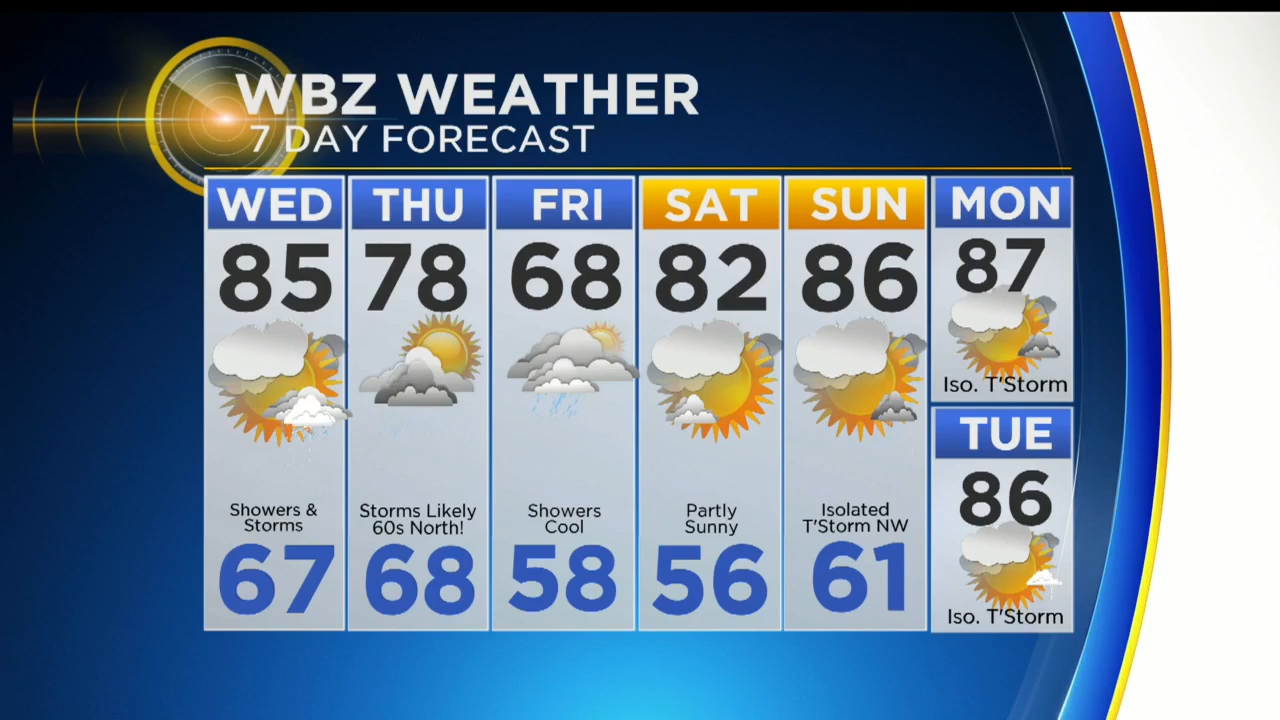 WBZ WEATHER
7 DAY FORECAST
WED
85
Showers &
Storms
67
THU
78
Storms Likely
60s North!
68
FRI
68
Showers
Cool
58
SAT
82
Partly
Sunny
56
SUN
86
Isolated
T'Storm NW
61
MON
87
Iso. T'Storm
TUE
86
Iso. T'Storm